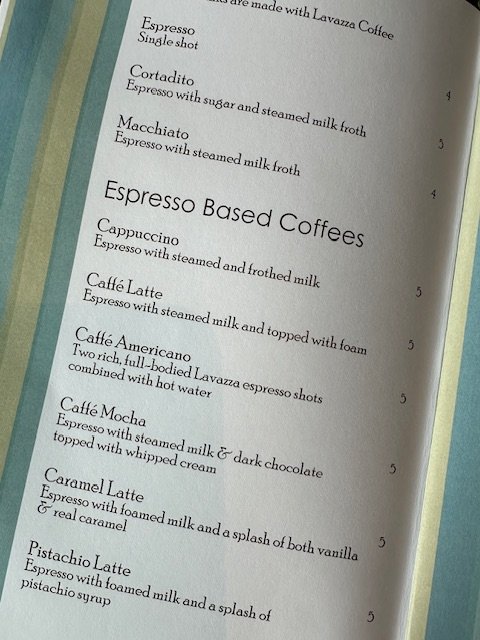 are made with Lavazza Coffee
Espresso 4
Single shot
Cortadito 5
Espresso with sugar and steamed milk froth
Macchiato 4
Espresso with steamed milk froth
Espresso Based Coffees
Cappuccino 5
Espresso with steamed and frothed milk
Caffé Latte 5
Espresso with steamed milk and topped with foam
Caffé Americano 5
Two rich, full-bodied Lavazza espresso shots
combined with hot water
Caffé Mocha 5
Espresso with steamed milk & dark chocolate
topped with whipped cream
Caramel Latte 5
Espresso with foamed milk and a splash of both vanilla
& real caramel
Pistachio Latte 5
Espresso with foamed milk and a splash of
pistachio syrup